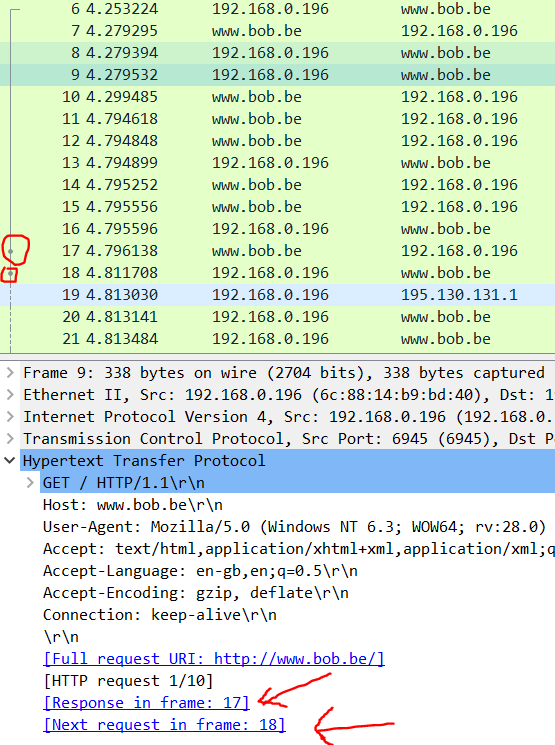 6 4.253224 192.168.0.196 www.bob.be
7 4.279295 www.bob.be 192.168.0.196
8 4.279394 192.168.0.196 www.bob.be
9 4.279532 192.168.0.196 www.bob.be
10 4.299485 www.bob.be 192.168.0.196
11 4.794618 www.bob.be 192.168.0.196
12 4.794848 www.bob.be 192.168.0.196
13 4.794899 192.168.0.196 www.bob.be
14 4.795252 www.bob.be 192.168.0.196
15 4.795556 www.bob.be 192.168.0.196
16 4.795596 192.168.0.196 www.bob.be
17 4.796138 www.bob.be 192.168.0.196
18 4.811708 192.168.0.196 www.bob.be
19 4.813030 192.168.0.196 195.130.131.1
20 4.813141 192.168.0.196 www.bob.be
21 4.813484 192.168.0.196 www.bob.be
Frame 9: 338 bytes on wire (2704 bits), 338 bytes captured
Ethernet II, Src: 192.168.0.196 (6c:88:14:b9:bd:40), Dst: 19
Internet Protocol Version 4, Src: 192.168.0.196 (192.168.0.
Transmission Control Protocol, Src Port: 6945 (6945), Dst Po
Hypertext Transfer Protocol
GET / HTTP/1.1\r\n
Host: www.bob.be\r\n
User-Agent: Mozilla/5.0 (Windows NT 6.3; WOW64; rv:28.0)
Accept: text/html,application/xhtml+xml,application/xml;q
Accept-Language: en-gb,en;q=0.5\r\n
Accept-Encoding: gzip, deflate\r\n
Connection: keep-alive\r\n
\r\n
[Full request URI: http://www.bob.be/]
[HTTP request 1/10]
[Response in frame: 17]
[Next request in frame: 18]